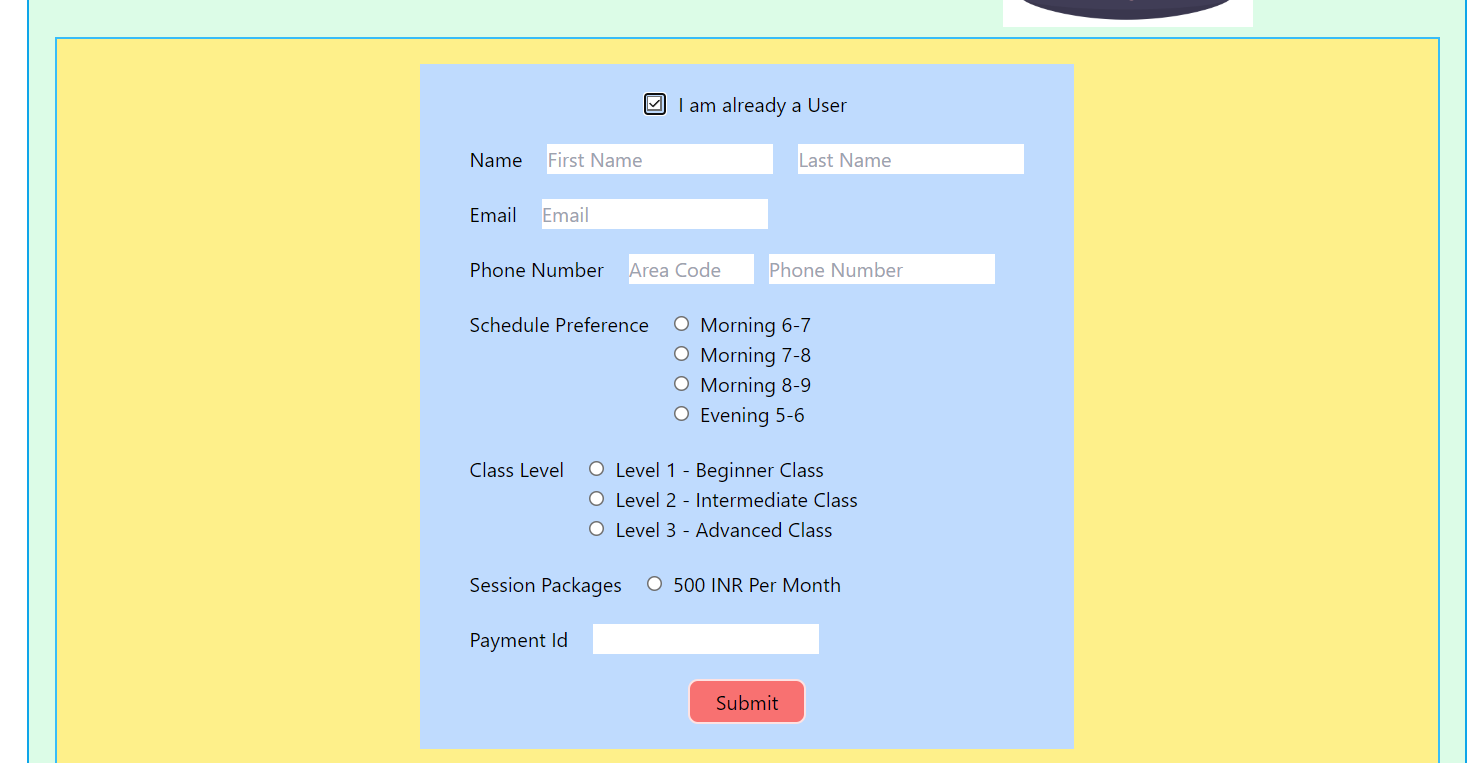 I am already a User
Name First Name Last Name
Email Email
Phone Number Area Code Phone Number
Schedule Preference Morning 6-7
Morning 7-8
Morning 8-9
Evening 5-6
Class Level Level 1 - Beginner Class
Level 2 - Intermediate Class
Level 3 - Advanced Class
Session Packages 500 INR Per Month
Payment Id
Submit